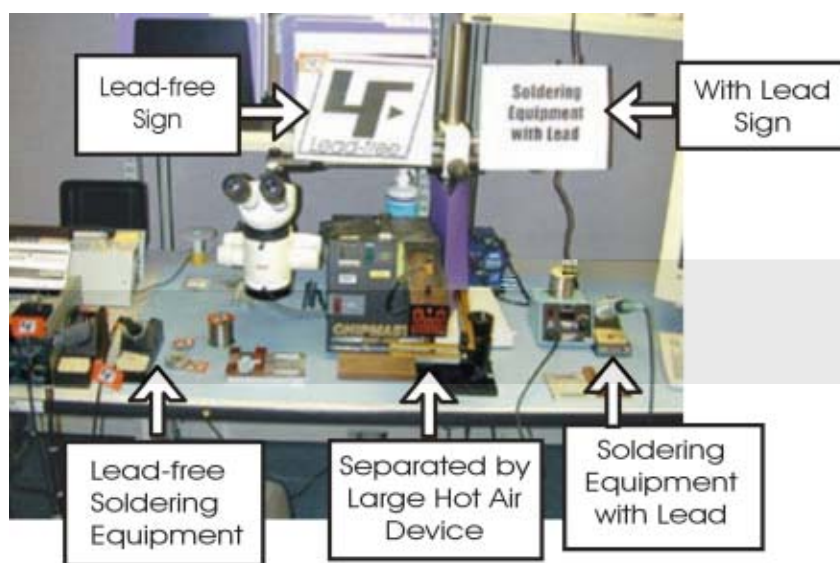 Lead-free
Sign
LF
Lead-free
Soldering
Equipment
with Lead
With Lead
Sign
Lead-free
Soldering
Equipment
Separated by
Large Hot Air
Device
Soldering
Equipment
with Lead